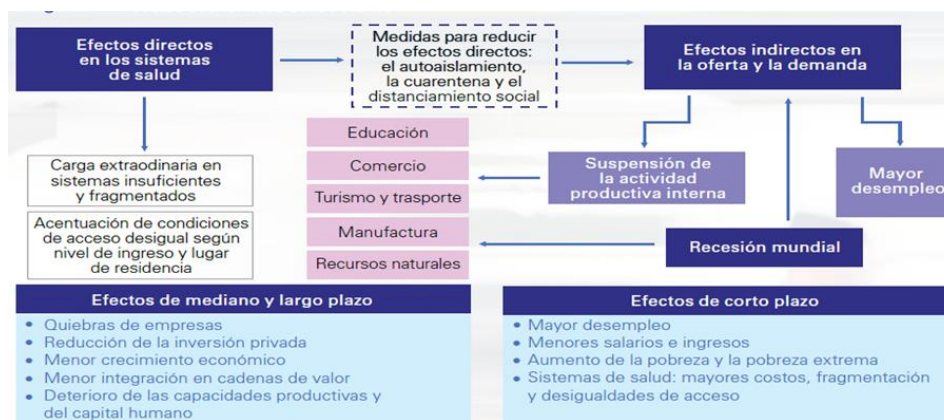 Efectos directos
en los sistemas
de salud
Medidas para reducir
los efectos directos:
el autoaislamiento,
la cuarentena y el
distanciamiento social
Efectos indirectos en
la oferta y la demanda
Carga extraodinaria en
sistemas insuficientes
y fragmentados
Acentuación de condiciones
de acceso desigual según
nivel de ingreso y lugar
de residencia
Educación
Comercio
Turismo y trasporte
Manufactura
Recursos naturales
Suspensión de
la actividad
productiva interna
Mayor
desempleo
Recesión mundial
Efectos de mediano y largo plazo
• Quiebras de empresas
• Reducción de la inversión privada
• Menor crecimiento económico
• Menor integración en cadenas de valor
• Deterioro de las capacidades productivas y
del capital humano
Efectos de corto plazo
• Mayor desempleo
• Menores salarios e ingresos
• Aumento de la pobreza y la pobreza extrema
• Sistemas de salud: mayores costos, fragmentación
y desigualdades de acceso